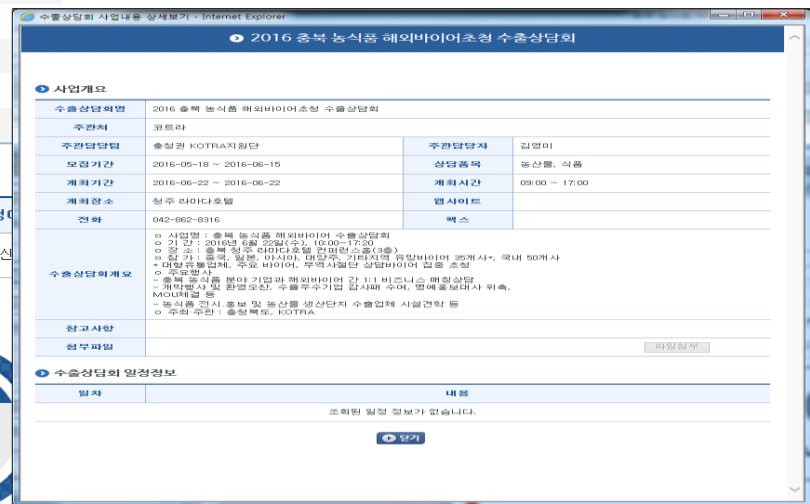 수출상담회 사업내용 상세보기 - Internet Explorer
2016 충북 농식품 해외바이어초청 수출상담회
사업개요
수출상담회명 2016 충북 농식품 해외바이어초청 수출상담회
주관처 코트라
주관담당팀 충청권 KOTRA지원단 주관담당자 김영미
모집기간 2016-05-18 ~ 2016-06-15 상담품목 농산물, 식품
개최기간 2016-06-22 ~ 2016-06-22 개최시간 09:00 ~ 17:00
개최장소 청주 라마다호텔 웹사이트
전화 042-862-8316 팩스
수출상담회개요
o 사업명 : 충북 농식품 해외바이어 수출상담회
o 기 간 : 2016년 6월 22일(수), 10:00~17:20
o 장 소 : 충북 청주 라마다호텔 컨퍼런스홀(3층)
o 참 가 : 중국, 일본, 아시아, 대양주, 기타지역 유망바이어 35개사*, 국내 50개사
* 대형유통업체, 주요 바이어, 무역사절단 상담바이어 집중 초청
o 주요행사
- 충북 농식품 분야 기업과 해외바이어 간 1:1 비즈니스 매칭상담
- 개막행사 및 환영오찬, 수출우수기업 감사패 수여, 명예홍보대사 위촉,
MOU체결 등
- 농식품 전시.홍보 및 농산물 생산단지 수출업체 시설견학 등
o 주최·주관 : 충청북도, KOTRA
참고사항
첨부파일 파일첨부
수출상담회 일정정보
일자 내용
조회된 일정 정보가 없습니다.
닫기